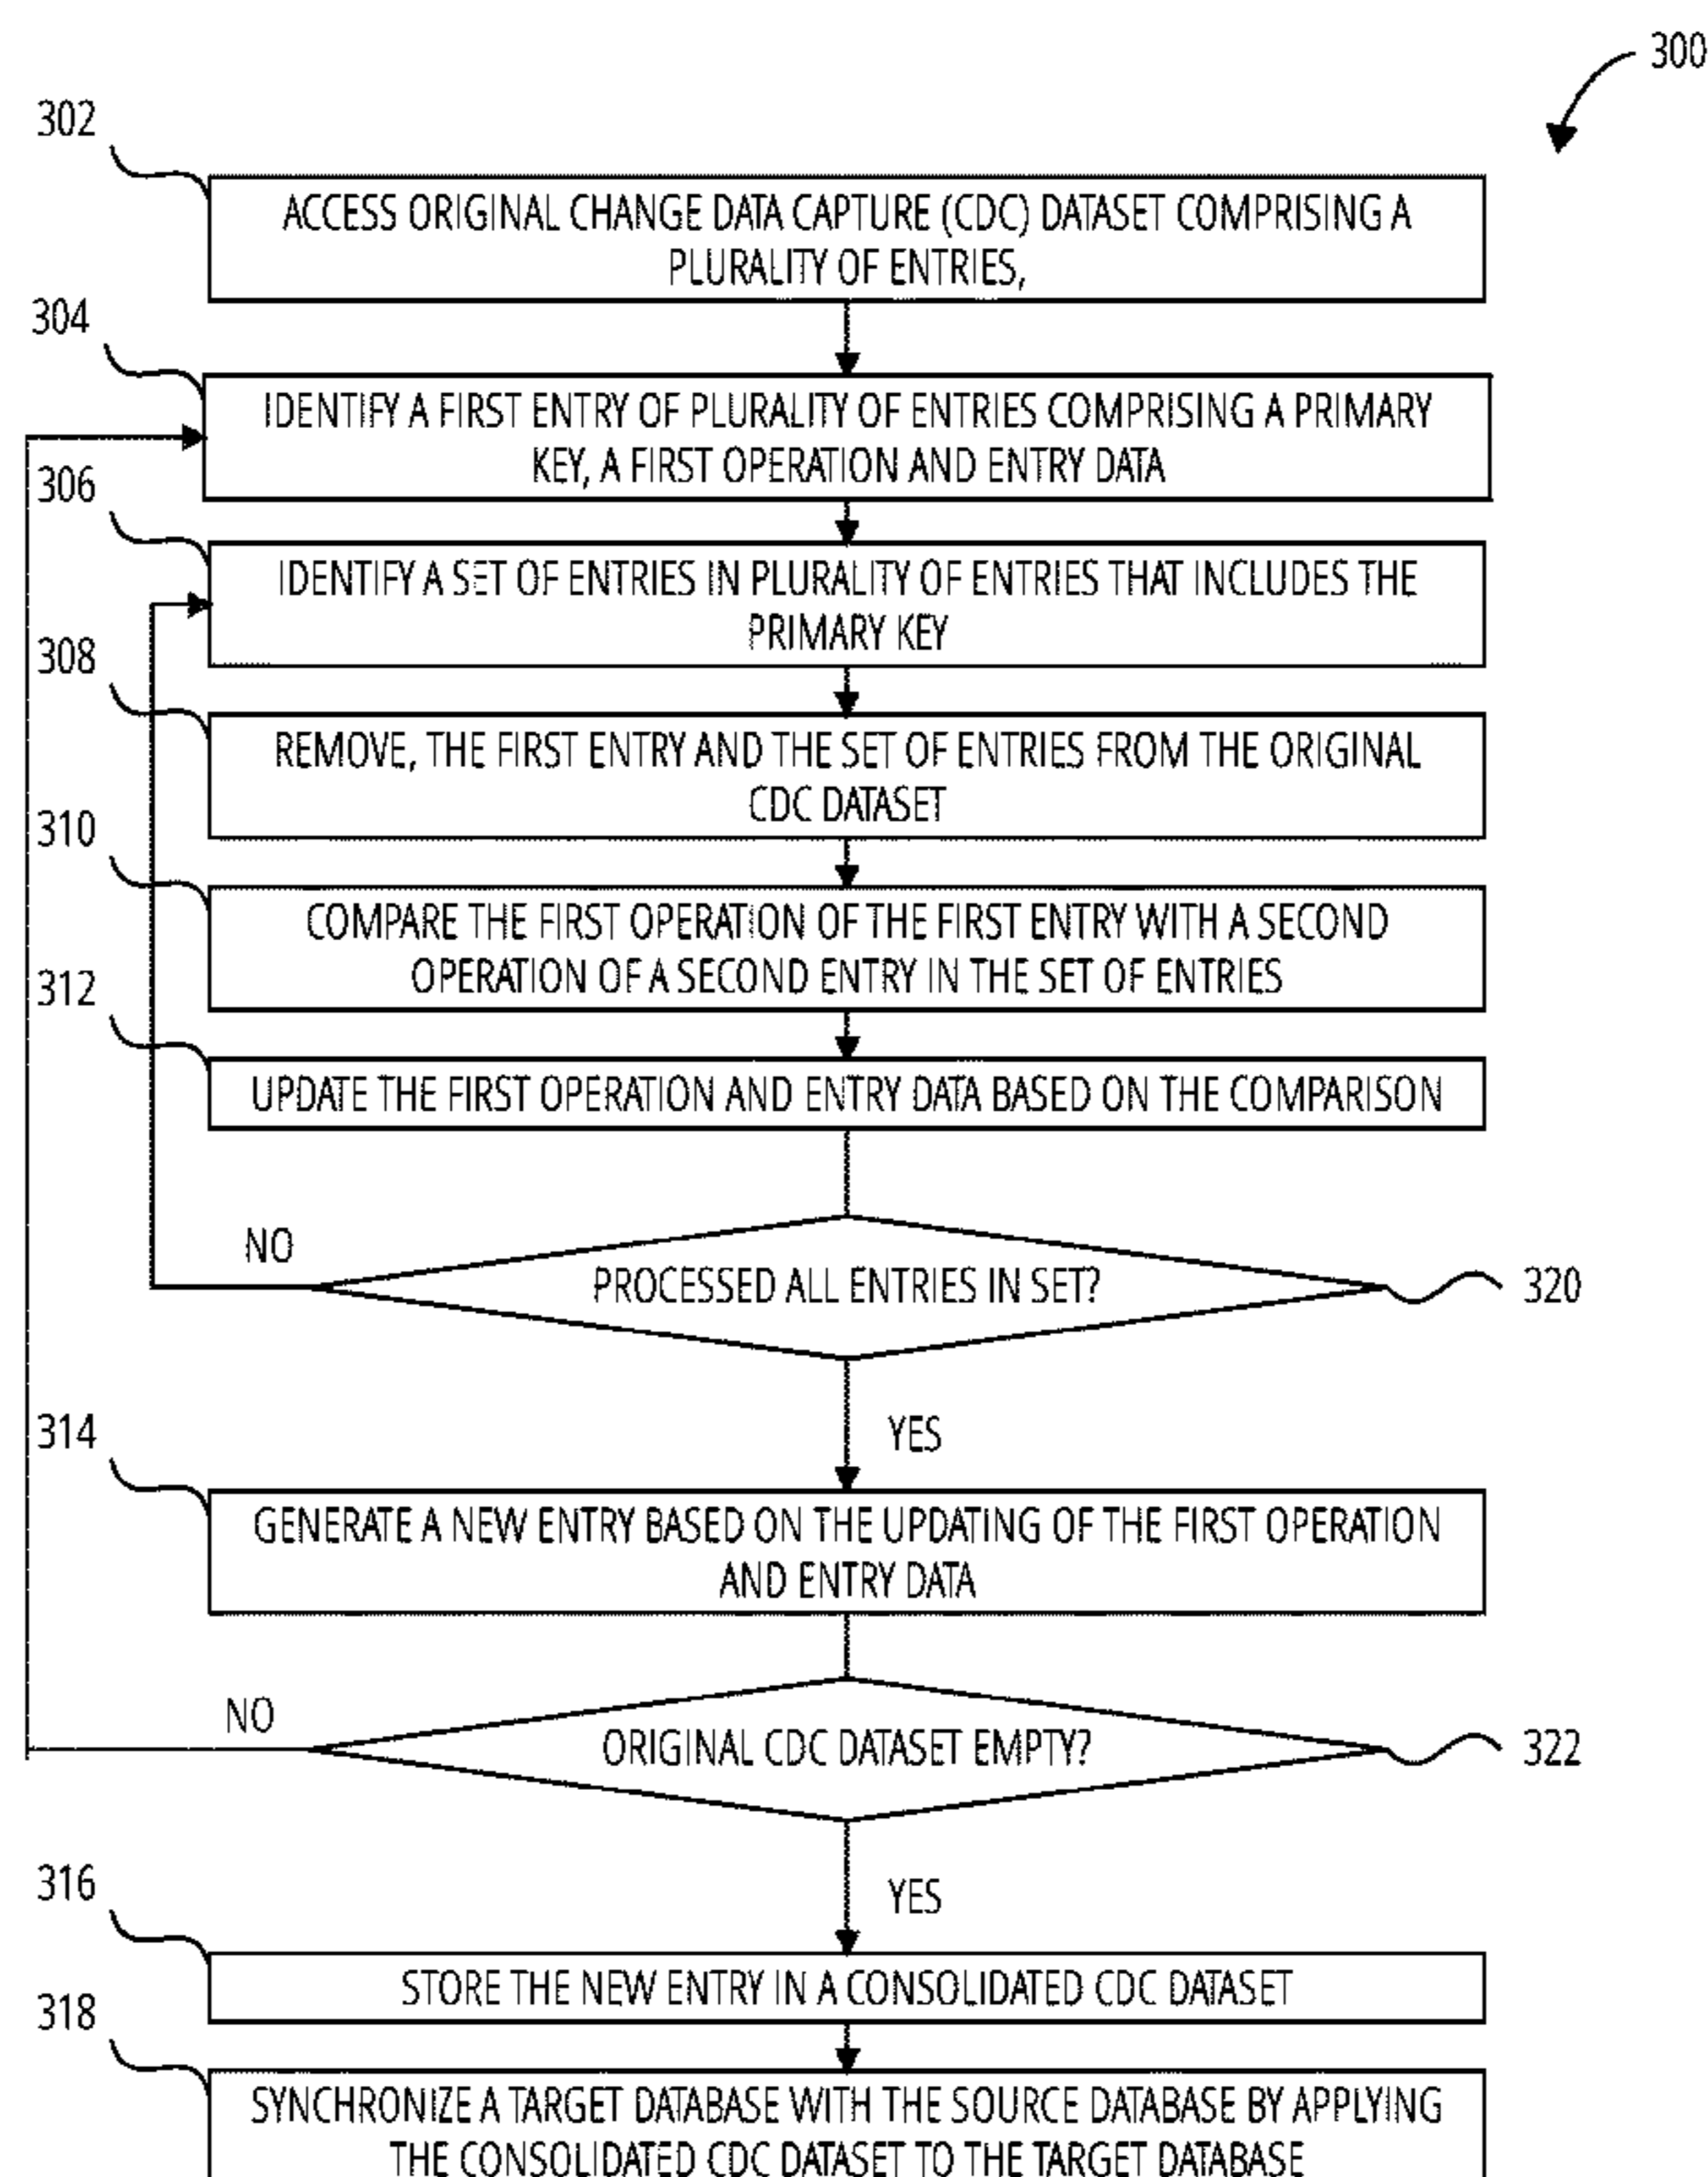 300
302
ACCESS ORIGINAL CHANGE DATA CAPTURE (CDC) DATASET COMPRISING A
PLURALITY OF ENTRIES,
304
IDENTIFY A FIRST ENTRY OF PLURALITY OF ENTRIES COMPRISING A PRIMARY
KEY, A FIRST OPERATION AND ENTRY DATA
306
IDENTIFY A SET OF ENTRIES IN PLURALITY OF ENTRIES THAT INCLUDES THE
PRIMARY KEY
308
REMOVE, THE FIRST ENTRY AND THE SET OF ENTRIES FROM THE ORIGINAL
CDC DATASET
310
COMPARE THE FIRST OPERATION OF THE FIRST ENTRY WITH A SECOND
OPERATION OF A SECOND ENTRY IN THE SET OF ENTRIES
312
UPDATE THE FIRST OPERATION AND ENTRY DATA BASED ON THE COMPARISON
NO
PROCESSED ALL ENTRIES IN SET?
320
YES
314
GENERATE A NEW ENTRY BASED ON THE UPDATING OF THE FIRST OPERATION
AND ENTRY DATA
NO
ORIGINAL CDC DATASET EMPTY?
322
YES
316
STORE THE NEW ENTRY IN A CONSOLIDATED CDC DATASET
318
SYNCHRONIZE A TARGET DATABASE WITH THE SOURCE DATABASE BY APPLYING
THE CONSOLIDATED CDC DATASET TO THE TARGET DATABASE